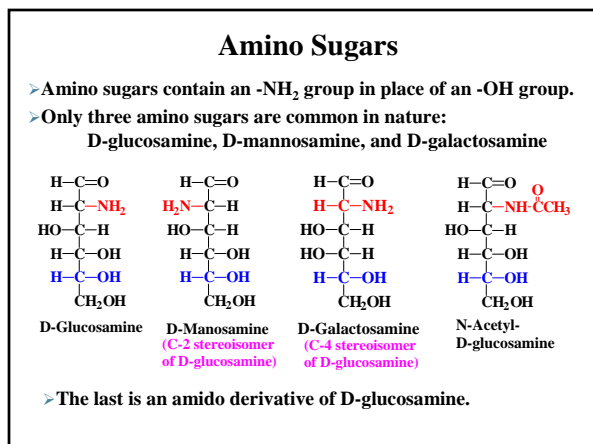 Amino Sugars
➢Amino sugars contain an -NH₂ group in place of an -OH group.
➢Only three amino sugars are common in nature:
D-glucosamine, D-mannosamine, and D-galactosamine
H—C=O
H—C—NH₂
HO—C—H
H—C—OH
H—C—OH
CH₂OH
D-Glucosamine
H—C=O
H₂N—C—H
HO—C—H
H—C—OH
H—C—OH
CH₂OH
D-Manosamine
(C-2 stereoisomer
of D-glucosamine)
H—C=O
H—C—NH₂
HO—C—H
HO—C—H
H—C—OH
CH₂OH
D-Galactosamine
(C-4 stereoisomer
of D-glucosamine)
H—C=O
O
H—C—NH-CCH₃
HO—C—H
H—C—OH
H—C—OH
CH₂OH
N-Acetyl-
D-glucosamine
➢The last is an amido derivative of D-glucosamine.